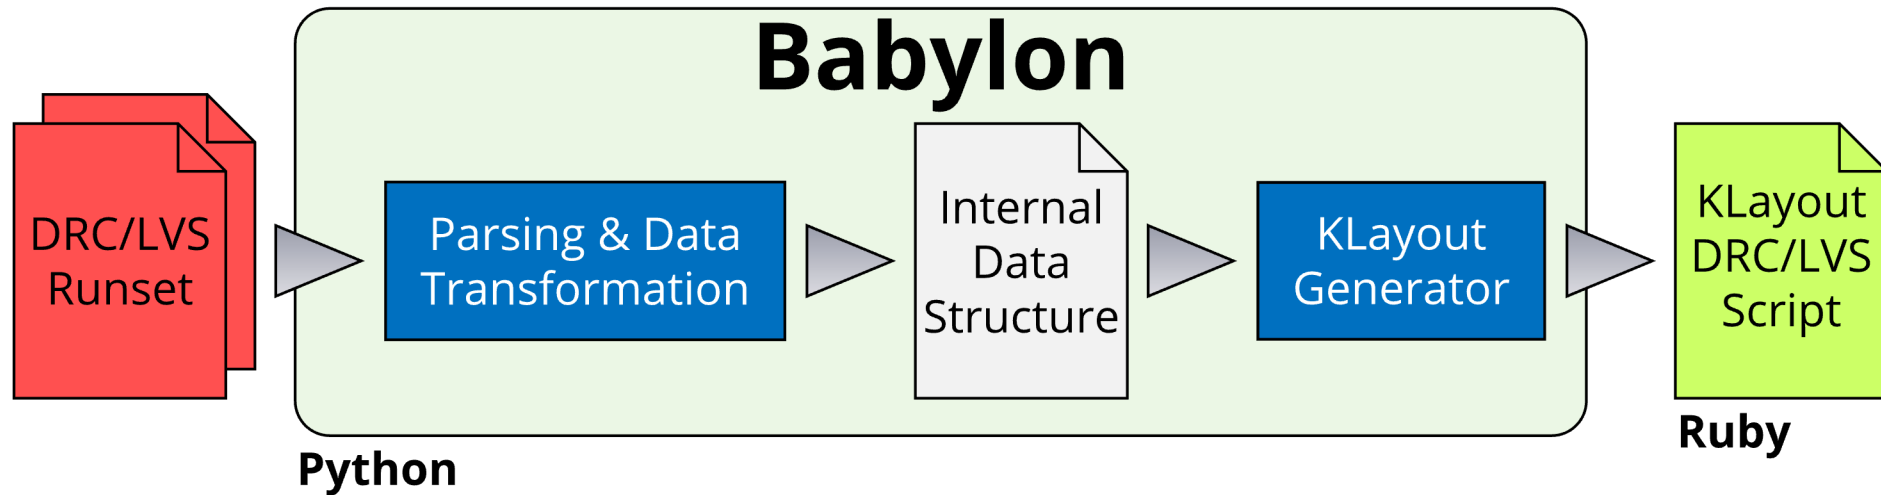 Babylon
DRC/LVS
Runset
Parsing & Data
Transformation
Internal
Data
Structure
KLayout
Generator
KLayout
DRC/LVS
Script
Python
Ruby